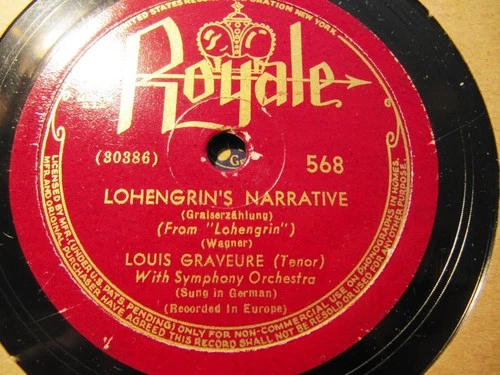 UNITED STATES RECORD CORPORATION NEW YORK
Royale
(30386)
568
Gr
LOHENGRIN'S NARRATIVE
(Gralserzählung)
(From "Lohengrin")
(Wagner)
LOUIS GRAVEURE (Tenor)
With Symphony Orchestra
(Sung in German)
(Recorded in Europe)
LICENSED BY MFR. (UNDER U.S. PATS. PENDING) ONLY FOR NON-COMMERCIAL USE ON PHONOGRAPHS IN HOMES.
MFR. AND ORIGINAL PURCHASER HAVE AGREED THIS RECORD SHALL NOT BE RESOLD OR USED FOR ANY OTHER PURPOSE.